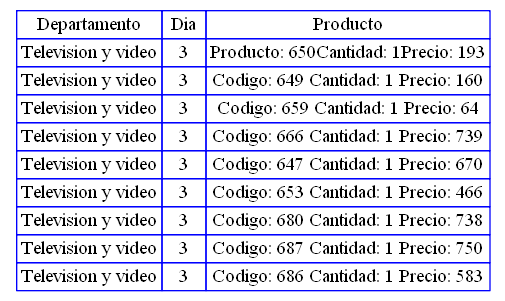 Departamento Dia Producto
Television y video 3 Producto: 650Cantidad: 1Precio: 193
Television y video 3 Codigo: 649 Cantidad: 1 Precio: 160
Television y video 3 Codigo: 659 Cantidad: 1 Precio: 64
Television y video 3 Codigo: 666 Cantidad: 1 Precio: 739
Television y video 3 Codigo: 647 Cantidad: 1 Precio: 670
Television y video 3 Codigo: 653 Cantidad: 1 Precio: 466
Television y video 3 Codigo: 680 Cantidad: 1 Precio: 738
Television y video 3 Codigo: 687 Cantidad: 1 Precio: 750
Television y video 3 Codigo: 686 Cantidad: 1 Precio: 583